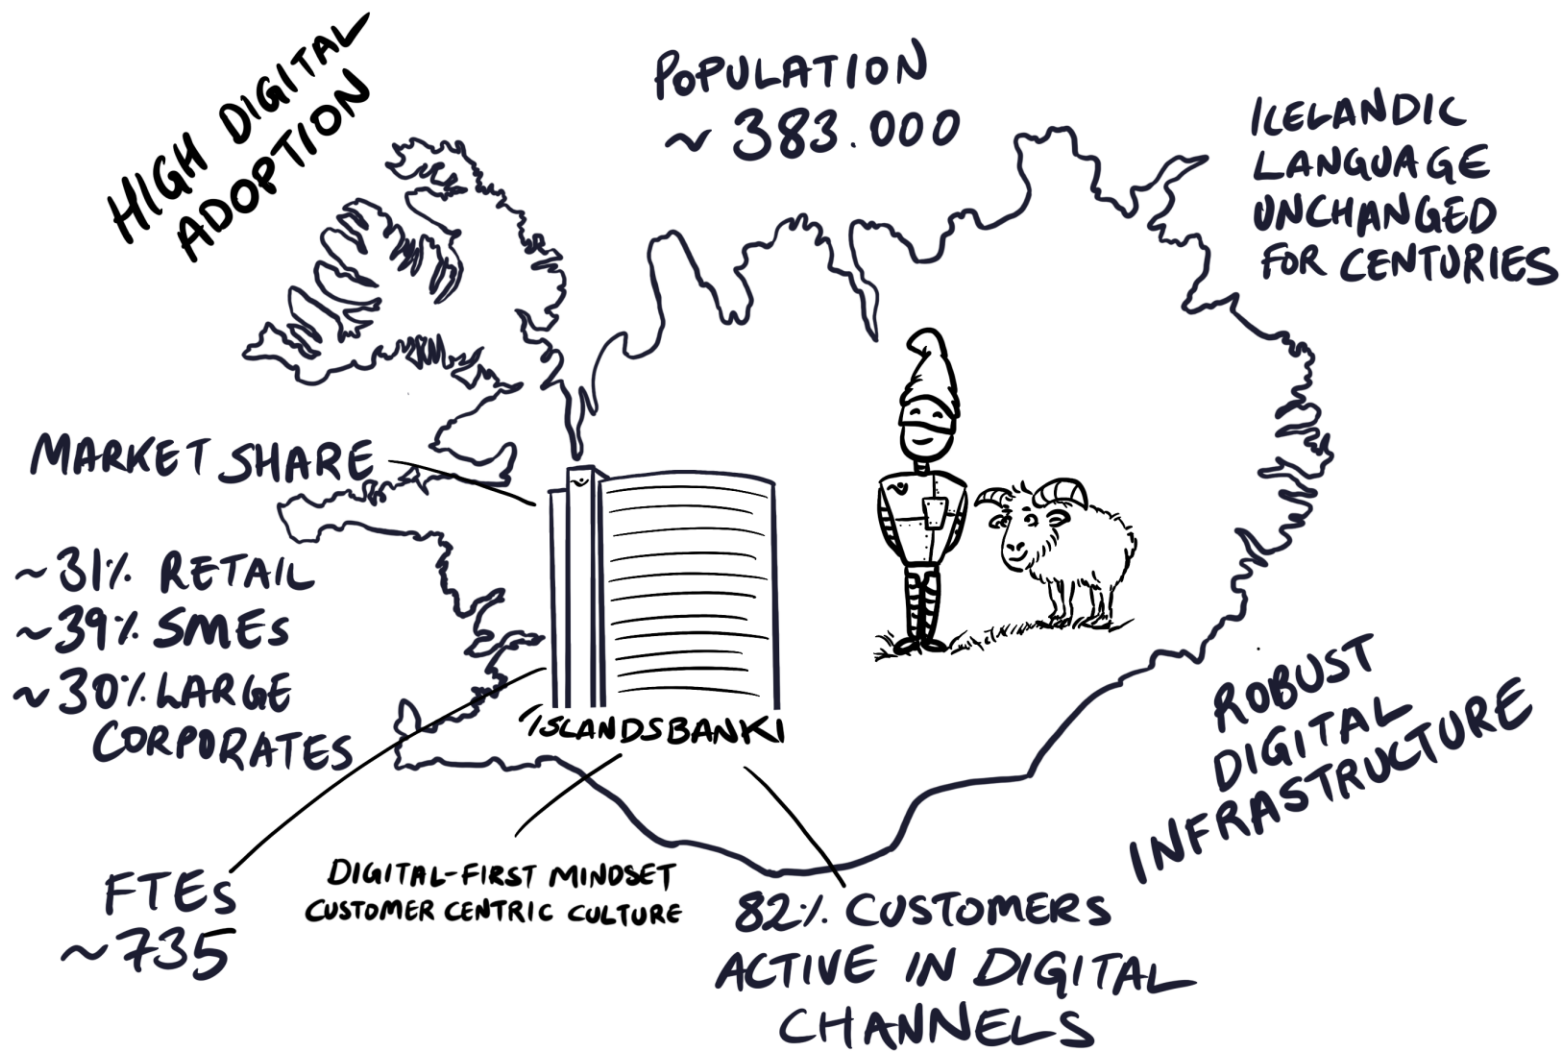 HIGH DIGITAL
ADOPTION
POPULATION
~ 383.000
ICELANDIC
LANGUAGE
UNCHANGED
FOR CENTURIES
MARKET SHARE
~31% RETAIL
~39% SMEs
~30% LARGE
CORPORATES
ÍSLANDSBANKI
ROBUST
DIGITAL
INFRASTRUCTURE
FTEs
~735
DIGITAL-FIRST MINDSET
CUSTOMER CENTRIC CULTURE
82% CUSTOMERS
ACTIVE IN DIGITAL
CHANNELS